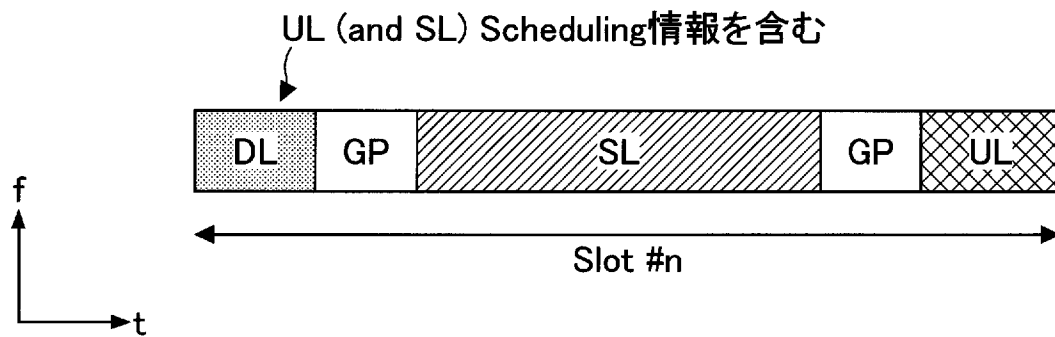 UL (and SL) Scheduling情報を含む
DL GP SL GP UL
Slot #n
f
t